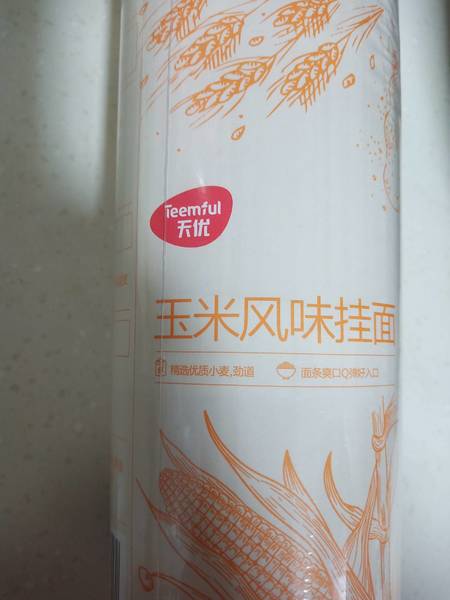 Teemful
天优
玉米风味挂面
精选优质小麦,劲道
面条爽口Q弹好入口